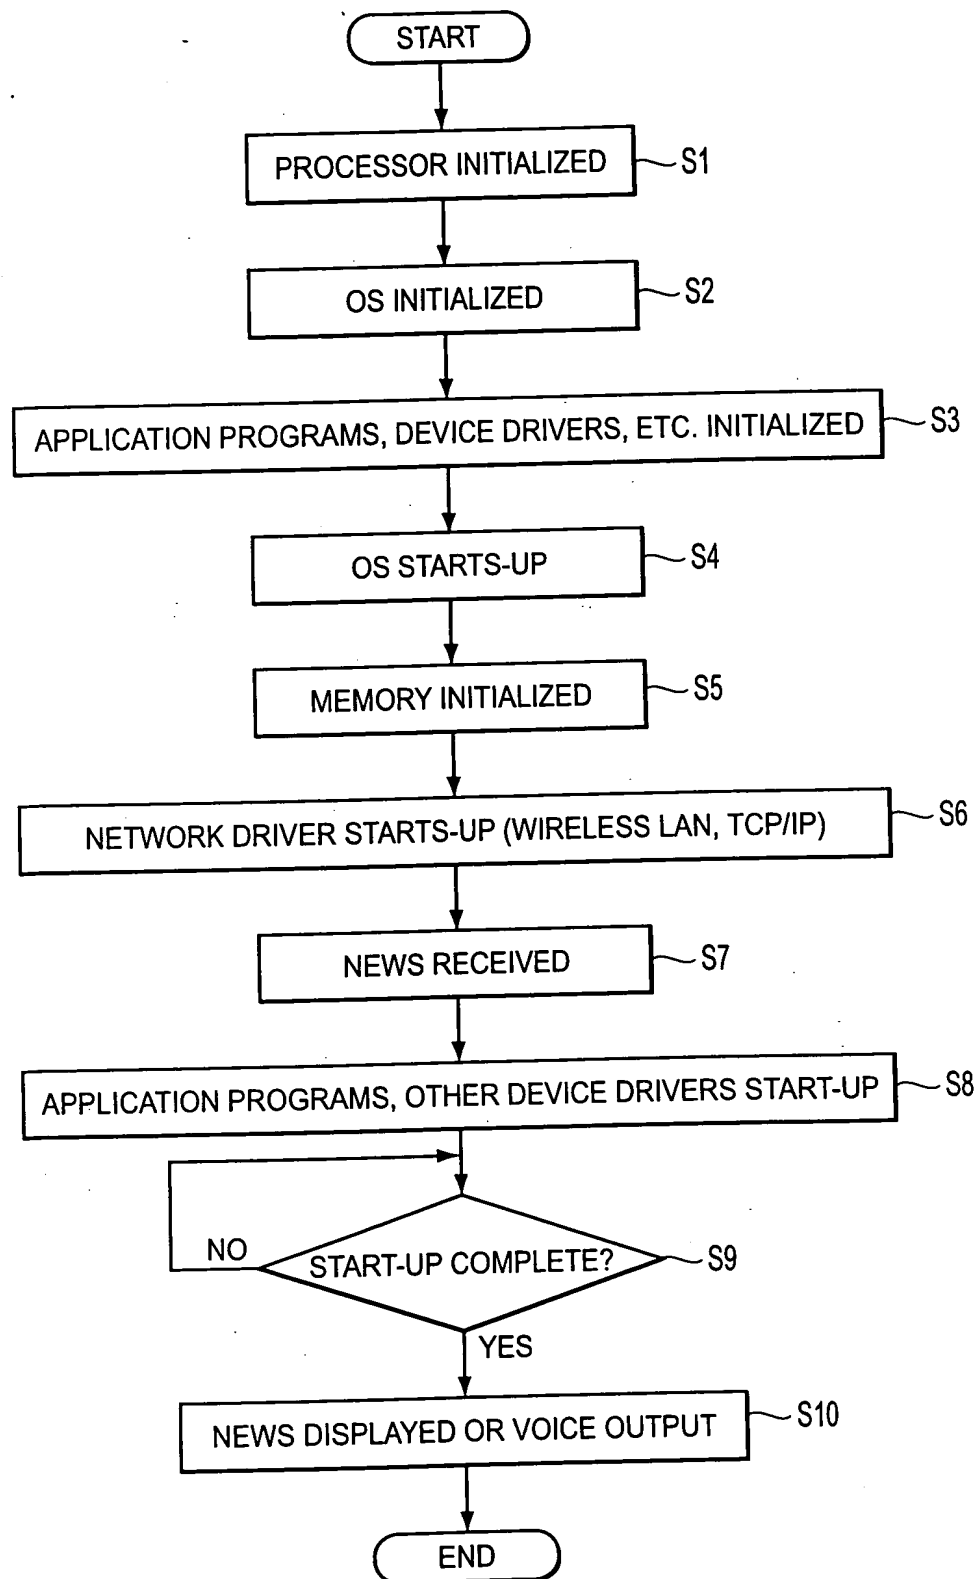 START
PROCESSOR INITIALIZED
S1
OS INITIALIZED
S2
APPLICATION PROGRAMS, DEVICE DRIVERS, ETC. INITIALIZED
S3
OS STARTS-UP
S4
MEMORY INITIALIZED
S5
NETWORK DRIVER STARTS-UP (WIRELESS LAN, TCP/IP)
S6
NEWS RECEIVED
S7
APPLICATION PROGRAMS, OTHER DEVICE DRIVERS START-UP
S8
NO
START-UP COMPLETE?
S9
YES
NEWS DISPLAYED OR VOICE OUTPUT
S10
END